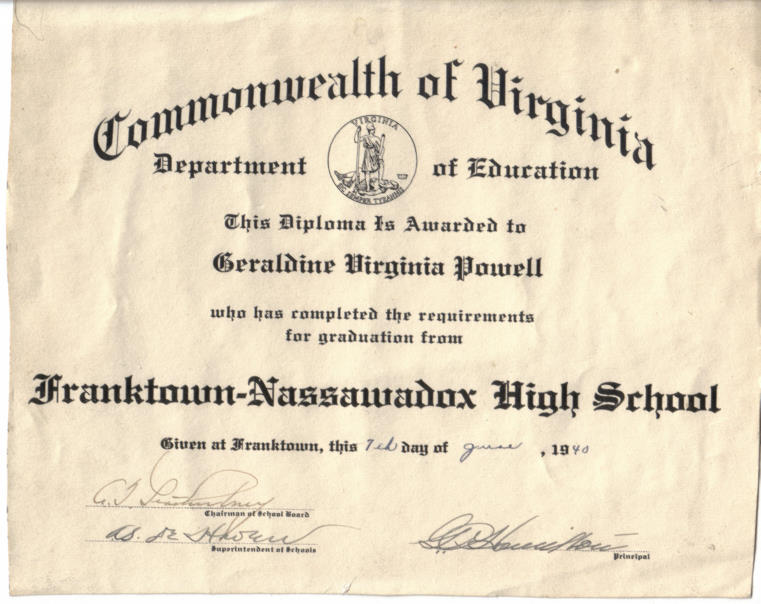 Commonwealth of Virginia
VIRGINIA
SIC SEMPER TYRANNIS
Department of Education
This Diploma Is Awarded to
Geraldine Virginia Powell
who has completed the requirements
for graduation from
Franktown-Nassawadox High School
Given at Franktown, this 7th day of June, 1940
Chairman of School Board
Superintendent of Schools
Principal